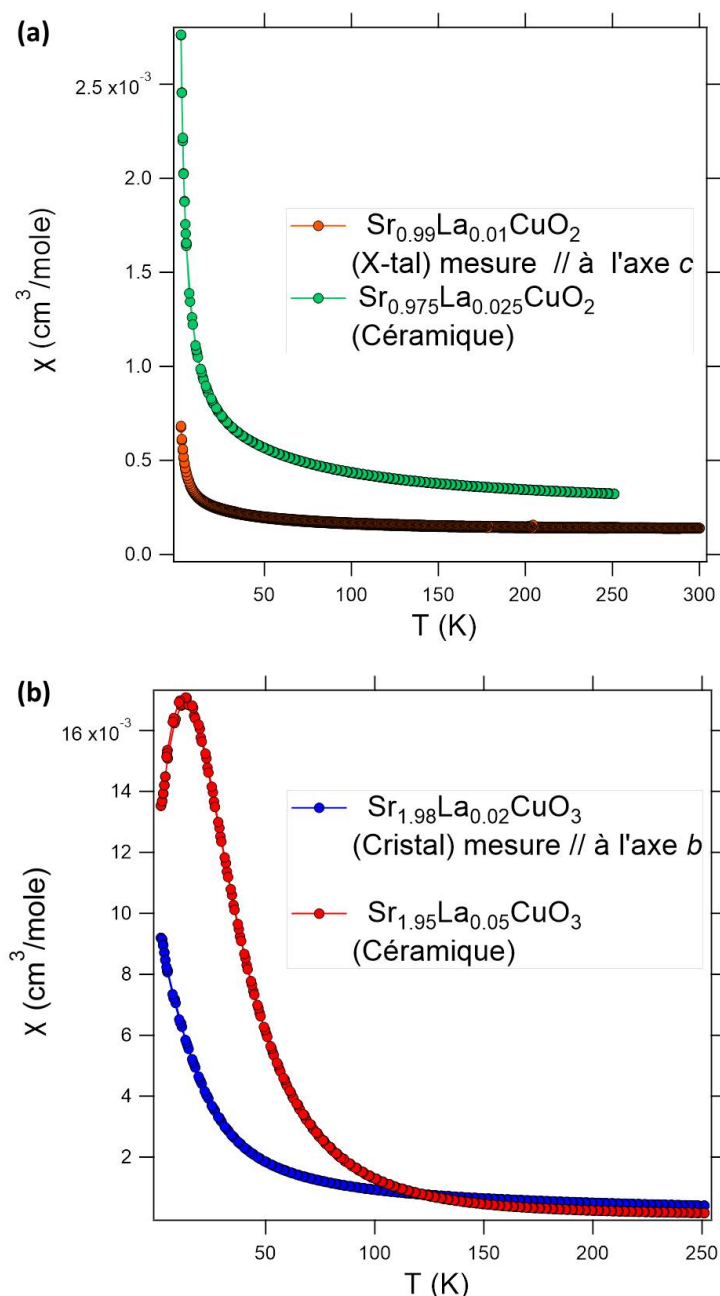 (a)
2.5 x10⁻³
2.0
1.5
1.0
0.5
0.0
χ (cm³/mole)
Sr₀.₉₉La₀.₀₁CuO₂
(X-tal) mesure // à l'axe c
Sr₀.₉₇₅La₀.₀₂₅CuO₂
(Céramique)
50 100 150 200 250 300
T (K)
(b)
16 x10⁻³
14
12
10
8
6
4
2
χ (cm³/mole)
Sr₁.₉₈La₀.₀₂CuO₃
(Cristal) mesure // à l'axe b
Sr₁.₉₅La₀.₀₅CuO₃
(Céramique)
50 100 150 200 250
T (K)